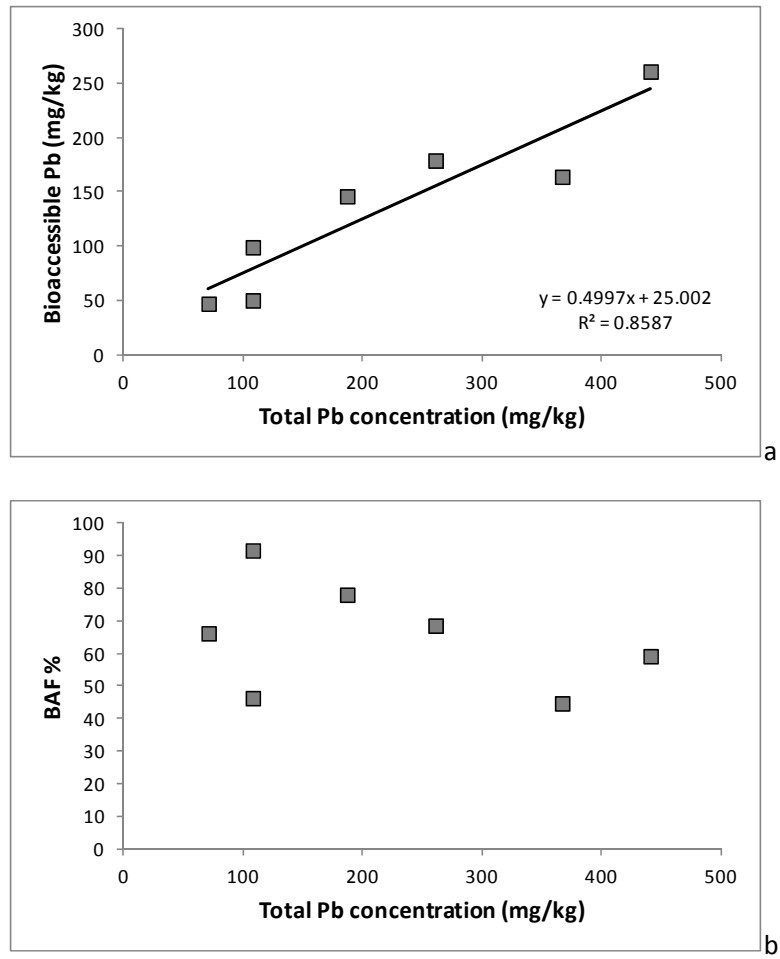 300
250
200
150
100
50
0
Bioaccessible Pb (mg/kg)
y = 0.4997x + 25.002
R² = 0.8587
0 100 200 300 400 500
Total Pb concentration (mg/kg)
a
100
90
80
70
60
50
40
30
20
10
0
BAF %
0 100 200 300 400 500
Total Pb concentration (mg/kg)
b